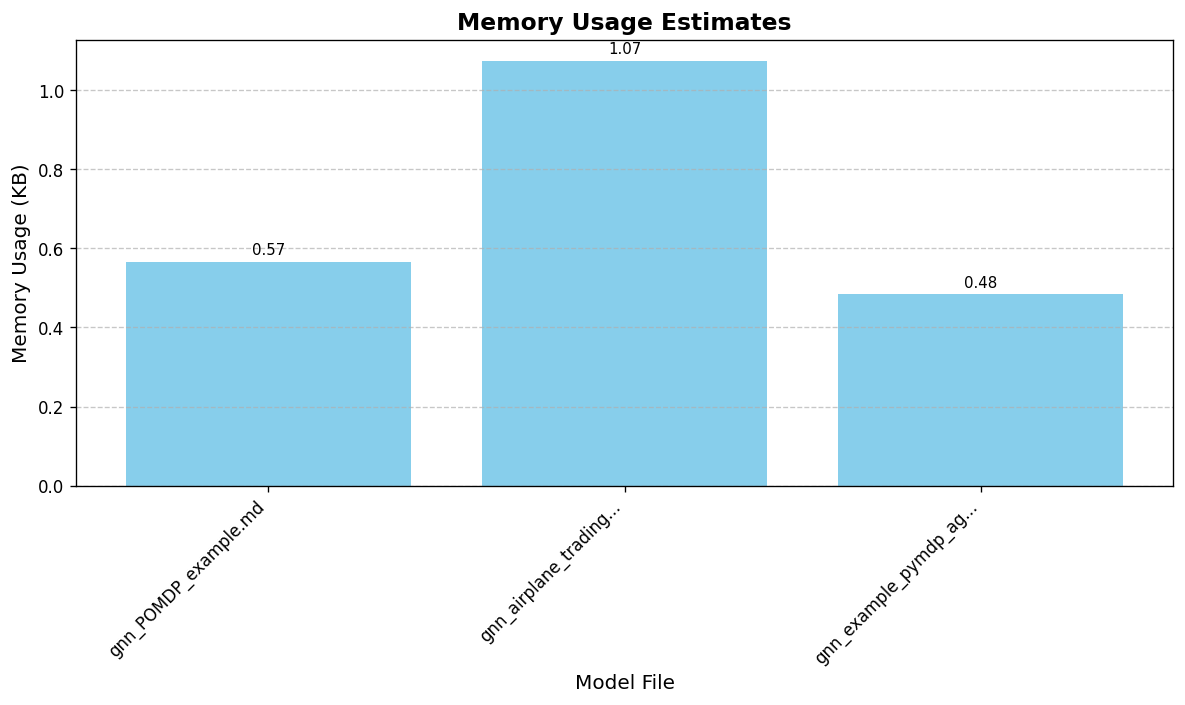 Memory Usage Estimates
Memory Usage (KB)
1.0
0.8
0.6
0.4
0.2
0.0
0.57
1.07
0.48
gnn_POMDP_example.md
gnn_airplane_trading...
gnn_example_pymdp_ag...
Model File